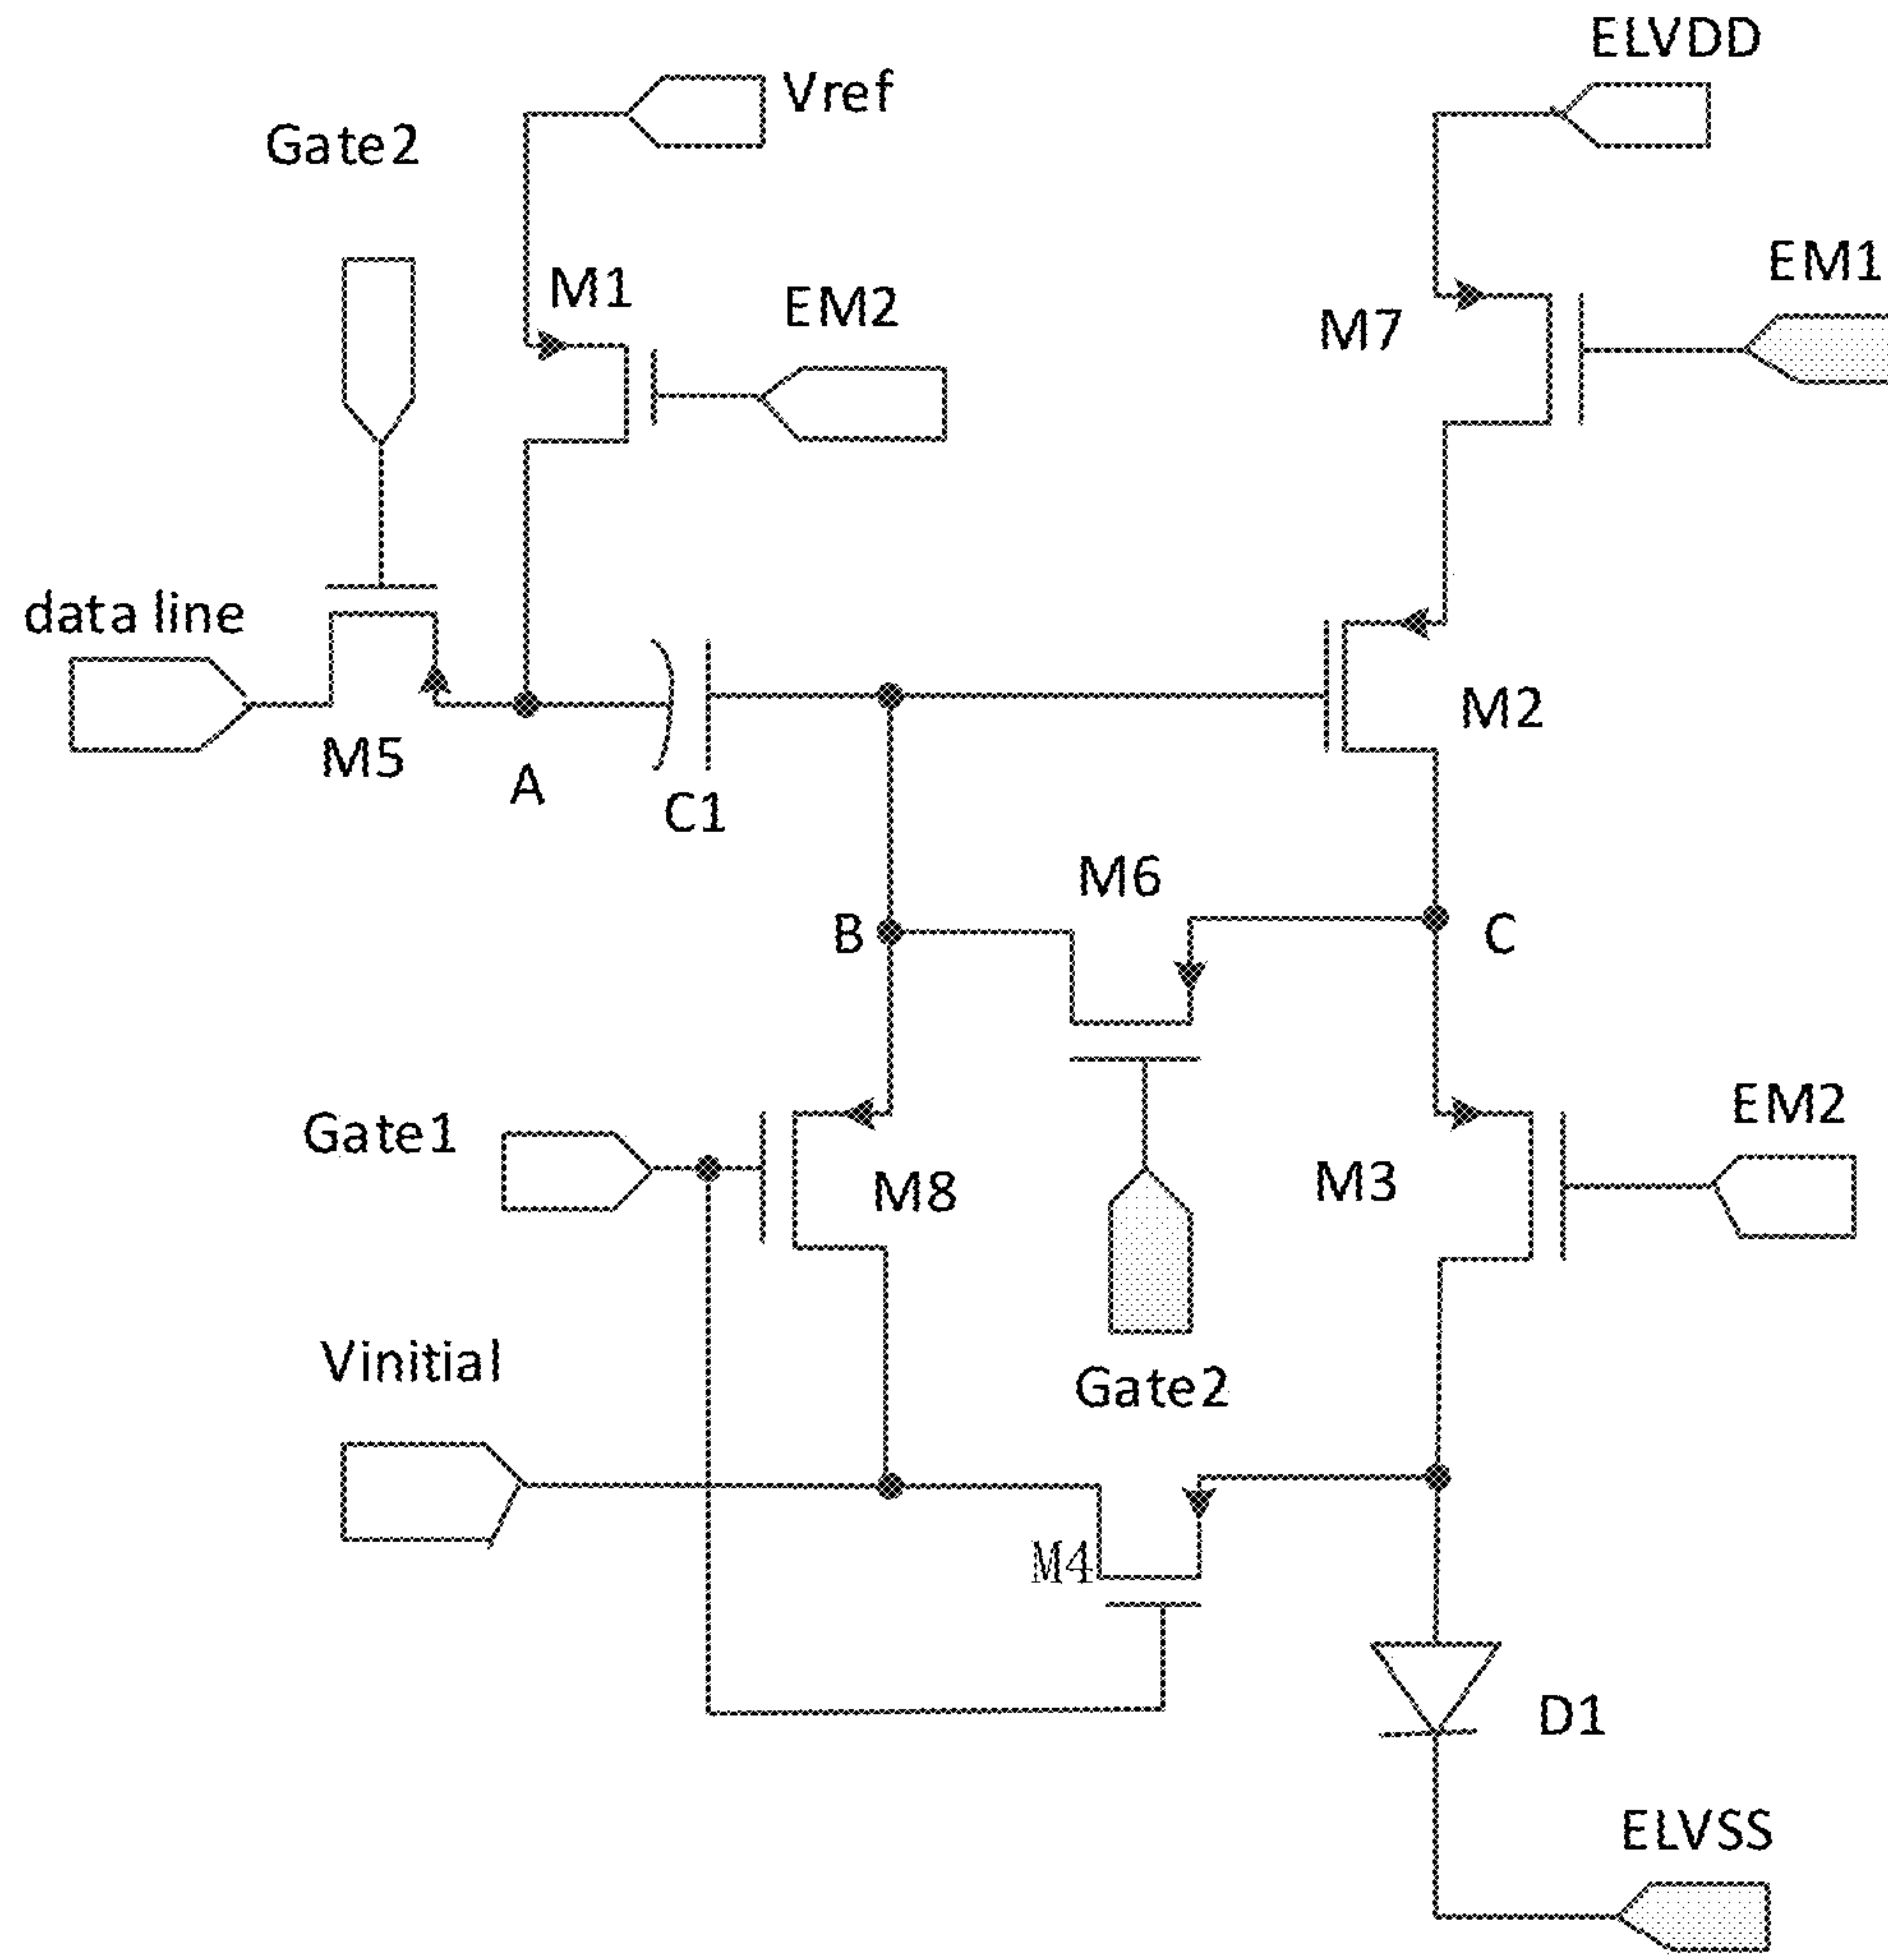 ELVDD
Vref
Gate2
EM1
M1
EM2
M7
data line
M5
A
C1
M2
M6
B
C
Gate1
M8
M3
EM2
Vinitial
Gate2
M4
D1
ELVSS